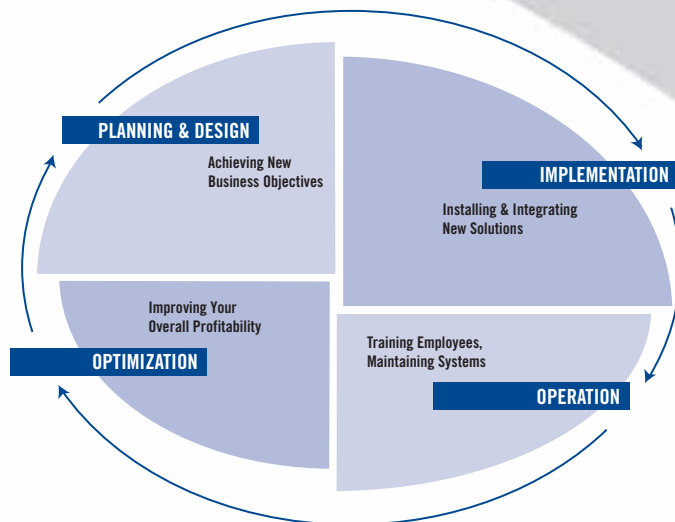 PLANNING & DESIGN
Achieving New
Business Objectives
IMPLEMENTATION
Installing & Integrating
New Solutions
Improving Your
Overall Profitability
OPTIMIZATION
Training Employees,
Maintaining Systems
OPERATION